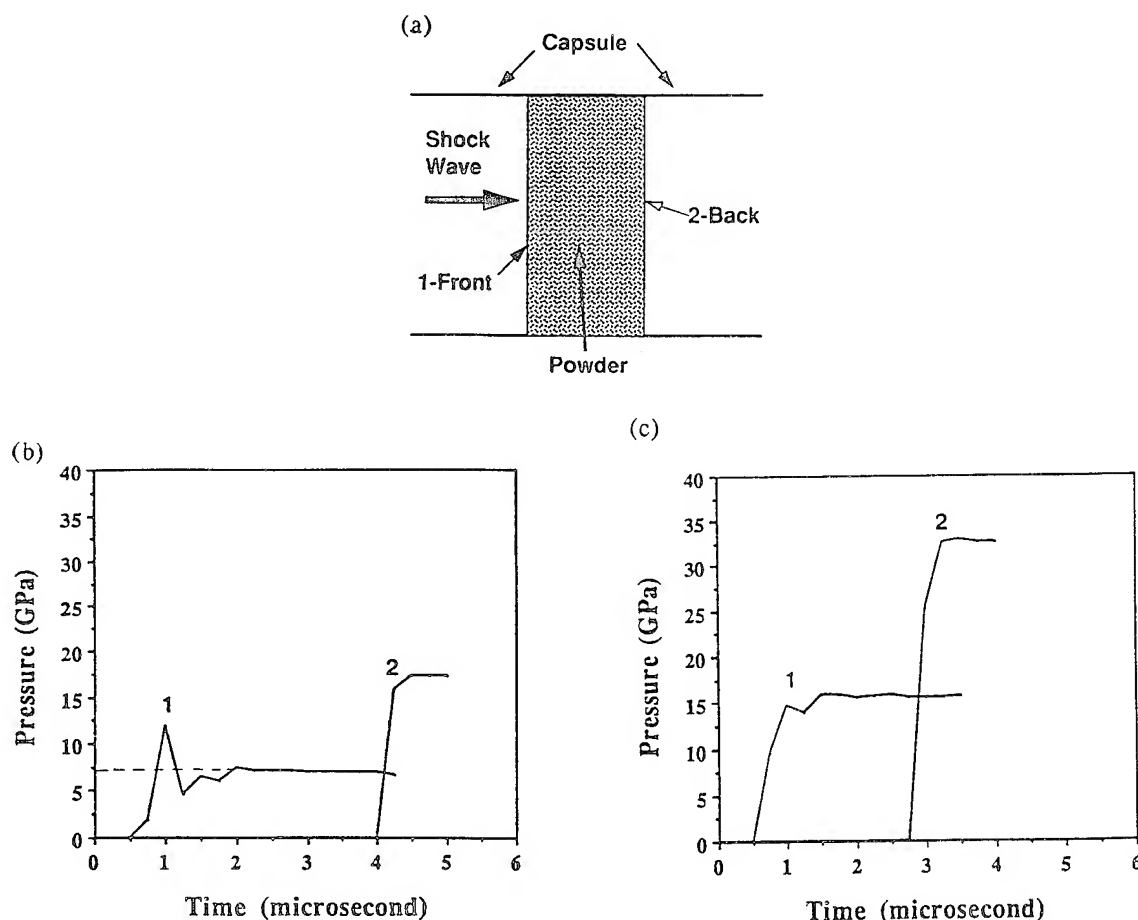 (a)
Capsule
Shock
Wave
2-Back
1-Front
Powder
(b)
40
35
30
25
20
15
10
5
0
Pressure (GPa)
1
2
0 1 2 3 4 5 6
Time (microsecond)
(c)
40
35
30
25
20
15
10
5
0
Pressure (GPa)
1
2
0 1 2 3 4 5 6
Time (microsecond)